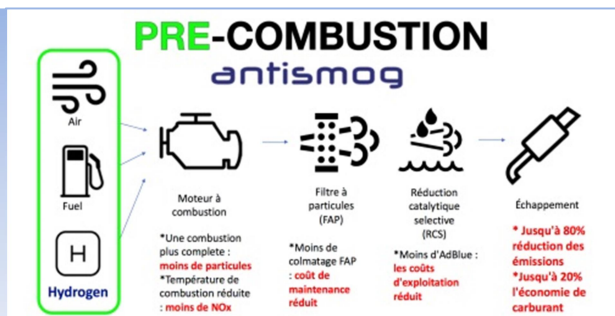 PRE-COMBUSTION
antismog
Air
Fuel
H
Hydrogen
Moteur à
combustion
*Une combustion
plus complete :
moins de particules
*Température de
combustion réduite
: moins de NOx
Filtre à
particules
(FAP)
*Moins de
colmatage FAP
: coût de
maintenance
réduit
Réduction
catalytique
selective
(RCS)
*Moins d'AdBlue :
les coûts
d'exploitation
réduit
Échappement
* Jusqu'à 80%
réduction des
émissions
*Jusqu'à 20%
l'économie de
carburant